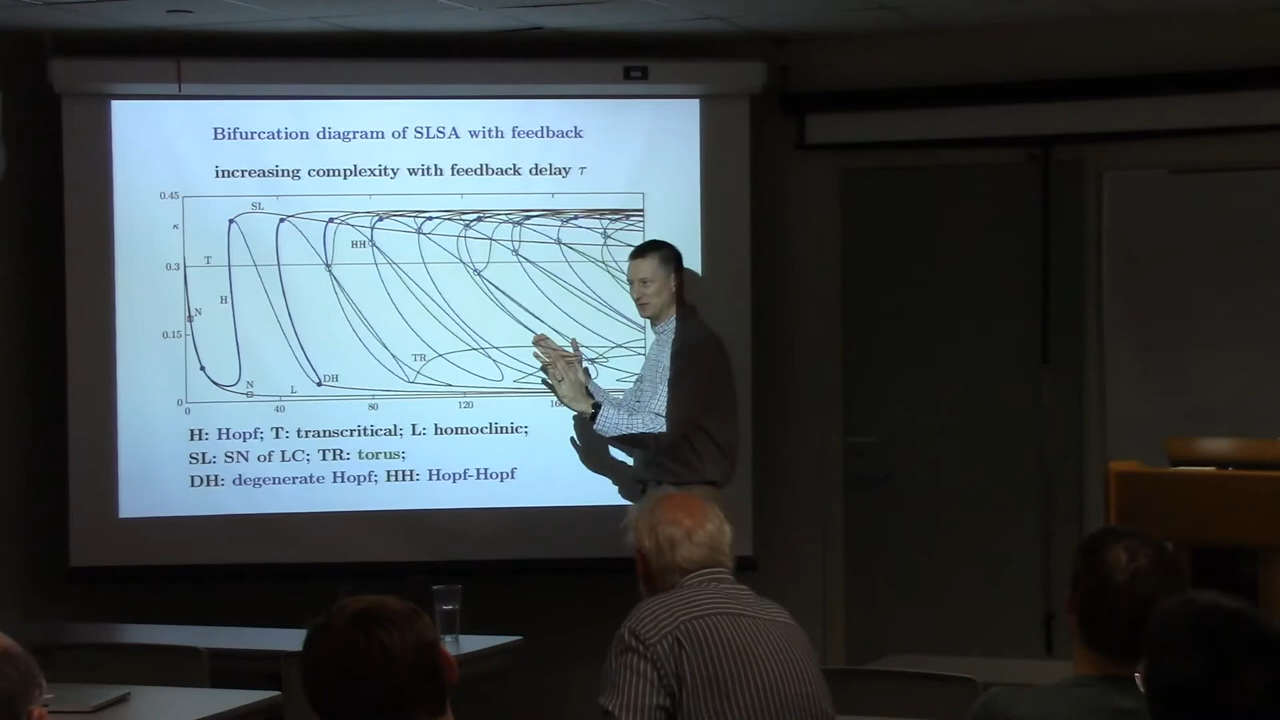 Bifurcation diagram of SLSA with feedback
increasing complexity with feedback delay τ
0.45
SL
κ
HH
T
0.3
H
N
0.15
TR
DH
N
L
0
0 40 80 120
H: Hopf; T: transcritical; L: homoclinic;
SL: SN of LC; TR: torus;
DH: degenerate Hopf; HH: Hopf-Hopf